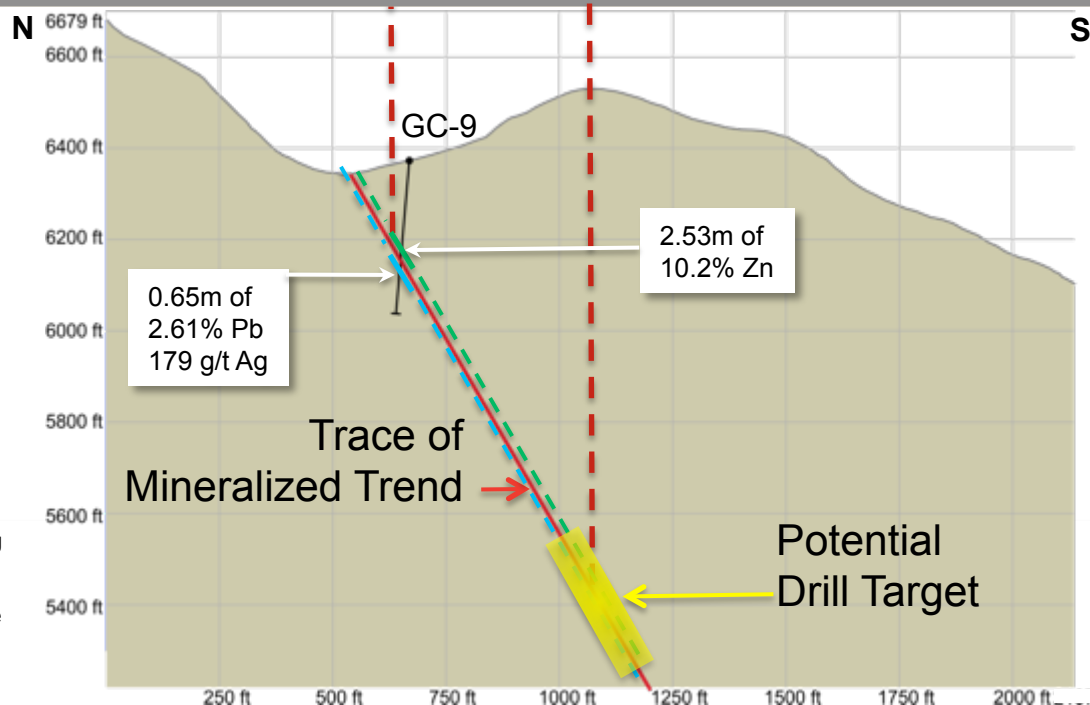 N
S
6679 ft
6600 ft
6400 ft
6200 ft
6000 ft
5800 ft
5600 ft
5400 ft
GC-9
2.53m of
10.2% Zn
0.65m of
2.61% Pb
179 g/t Ag
Trace of
Mineralized Trend
Potential
Drill Target
250 ft
500 ft
750 ft
1000 ft
1250 ft
1500 ft
1750 ft
2000 ft